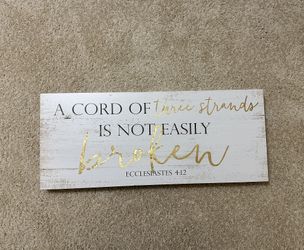 A CORD OF three strands
IS NOT EASILY
broken
ECCLESIASTES 4:12